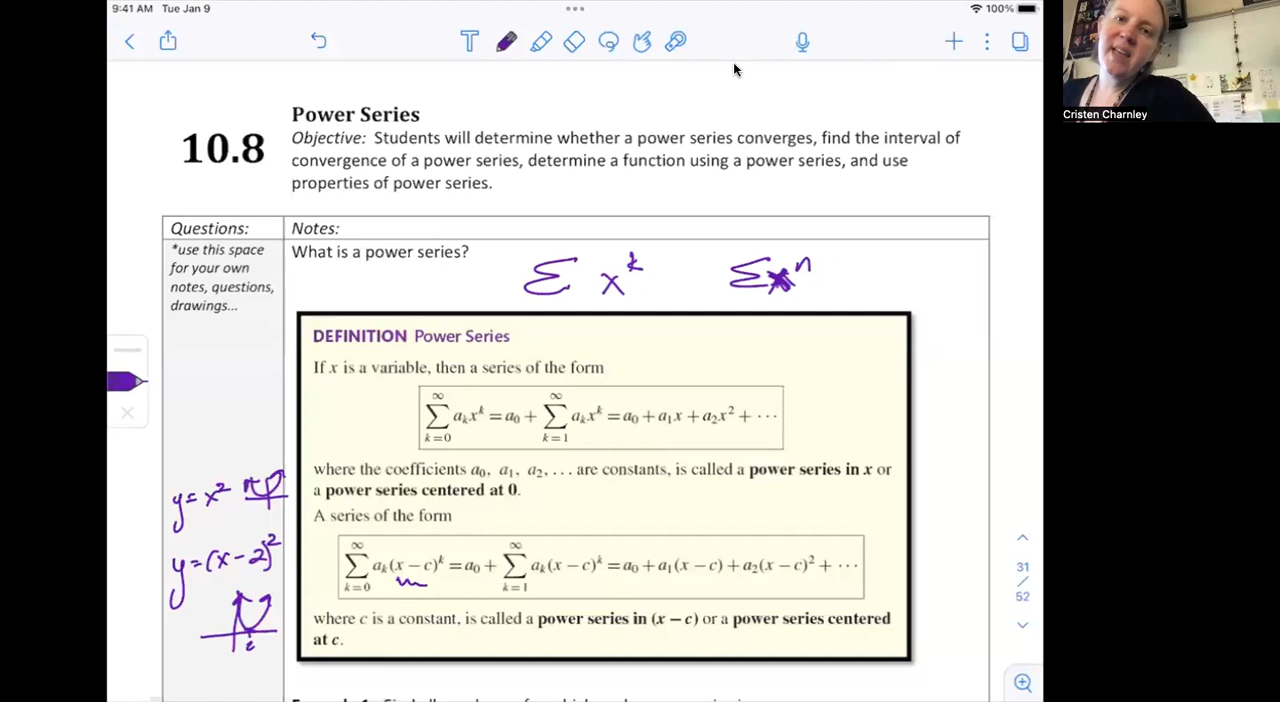 9:41 AM Tue Jan 9
100%
T
Cristen Charnley
Power Series
10.8
Objective: Students will determine whether a power series converges, find the interval of
convergence of a power series, determine a function using a power series, and use
properties of power series.
Questions:
Notes:
*use this space
for your own
notes, questions,
drawings...
What is a power series?
Σ x^k Σ x^n
DEFINITION Power Series
If x is a variable, then a series of the form
∑_{k=0}^{∞} a_k x^k = a_0 + ∑_{k=1}^{∞} a_k x^k = a_0 + a_1 x + a_2 x^2 + ···
where the coefficients a_0, a_1, a_2, ... are constants, is called a power series in x or
a power series centered at 0.
A series of the form
∑_{k=0}^{∞} a_k (x − c)^k = a_0 + ∑_{k=1}^{∞} a_k (x − c)^k = a_0 + a_1 (x − c) + a_2 (x − c)^2 + ···
where c is a constant, is called a power series in (x − c) or a power series centered
at c.
y = x^2
y = (x − 2)^2
31
/
52